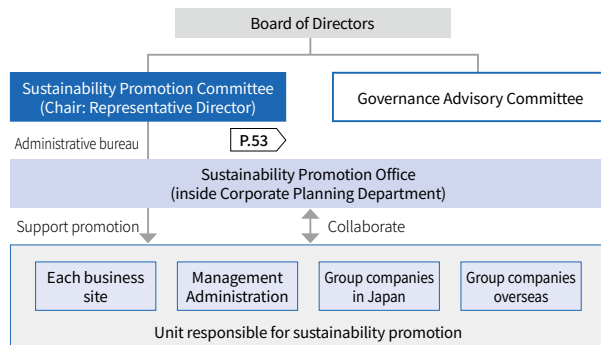 Board of Directors
Sustainability Promotion Committee
(Chair: Representative Director)
Governance Advisory Committee
Administrative bureau
P.53
Sustainability Promotion Office
(inside Corporate Planning Department)
Support promotion
Collaborate
Each business
site
Management
Administration
Group companies
in Japan
Group companies
overseas
Unit responsible for sustainability promotion